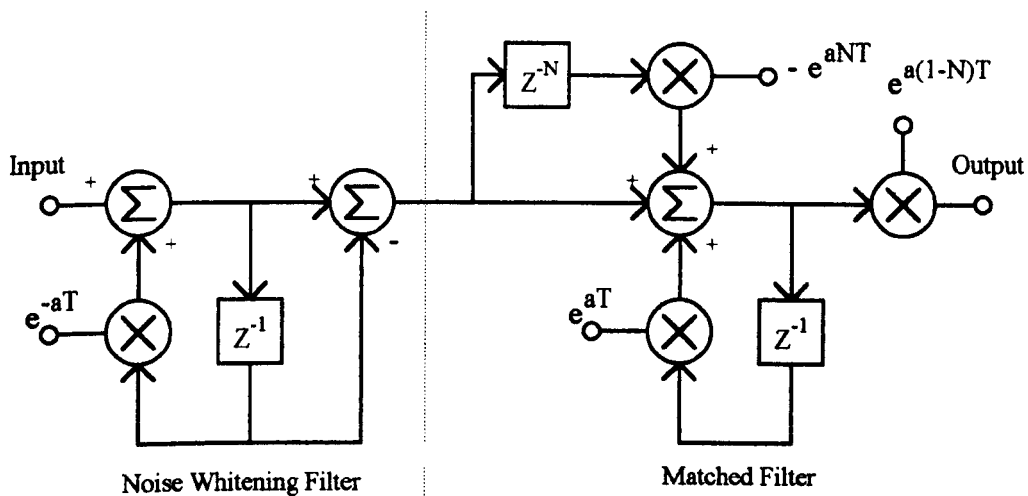 Z^-N
- e^aNT
e^a(1-N)T
Input
+
Σ
+
+
Σ
-
+
+
Σ
+
Output
e^-aT
Z^-1
e^aT
Z^-1
Noise Whitening Filter
Matched Filter